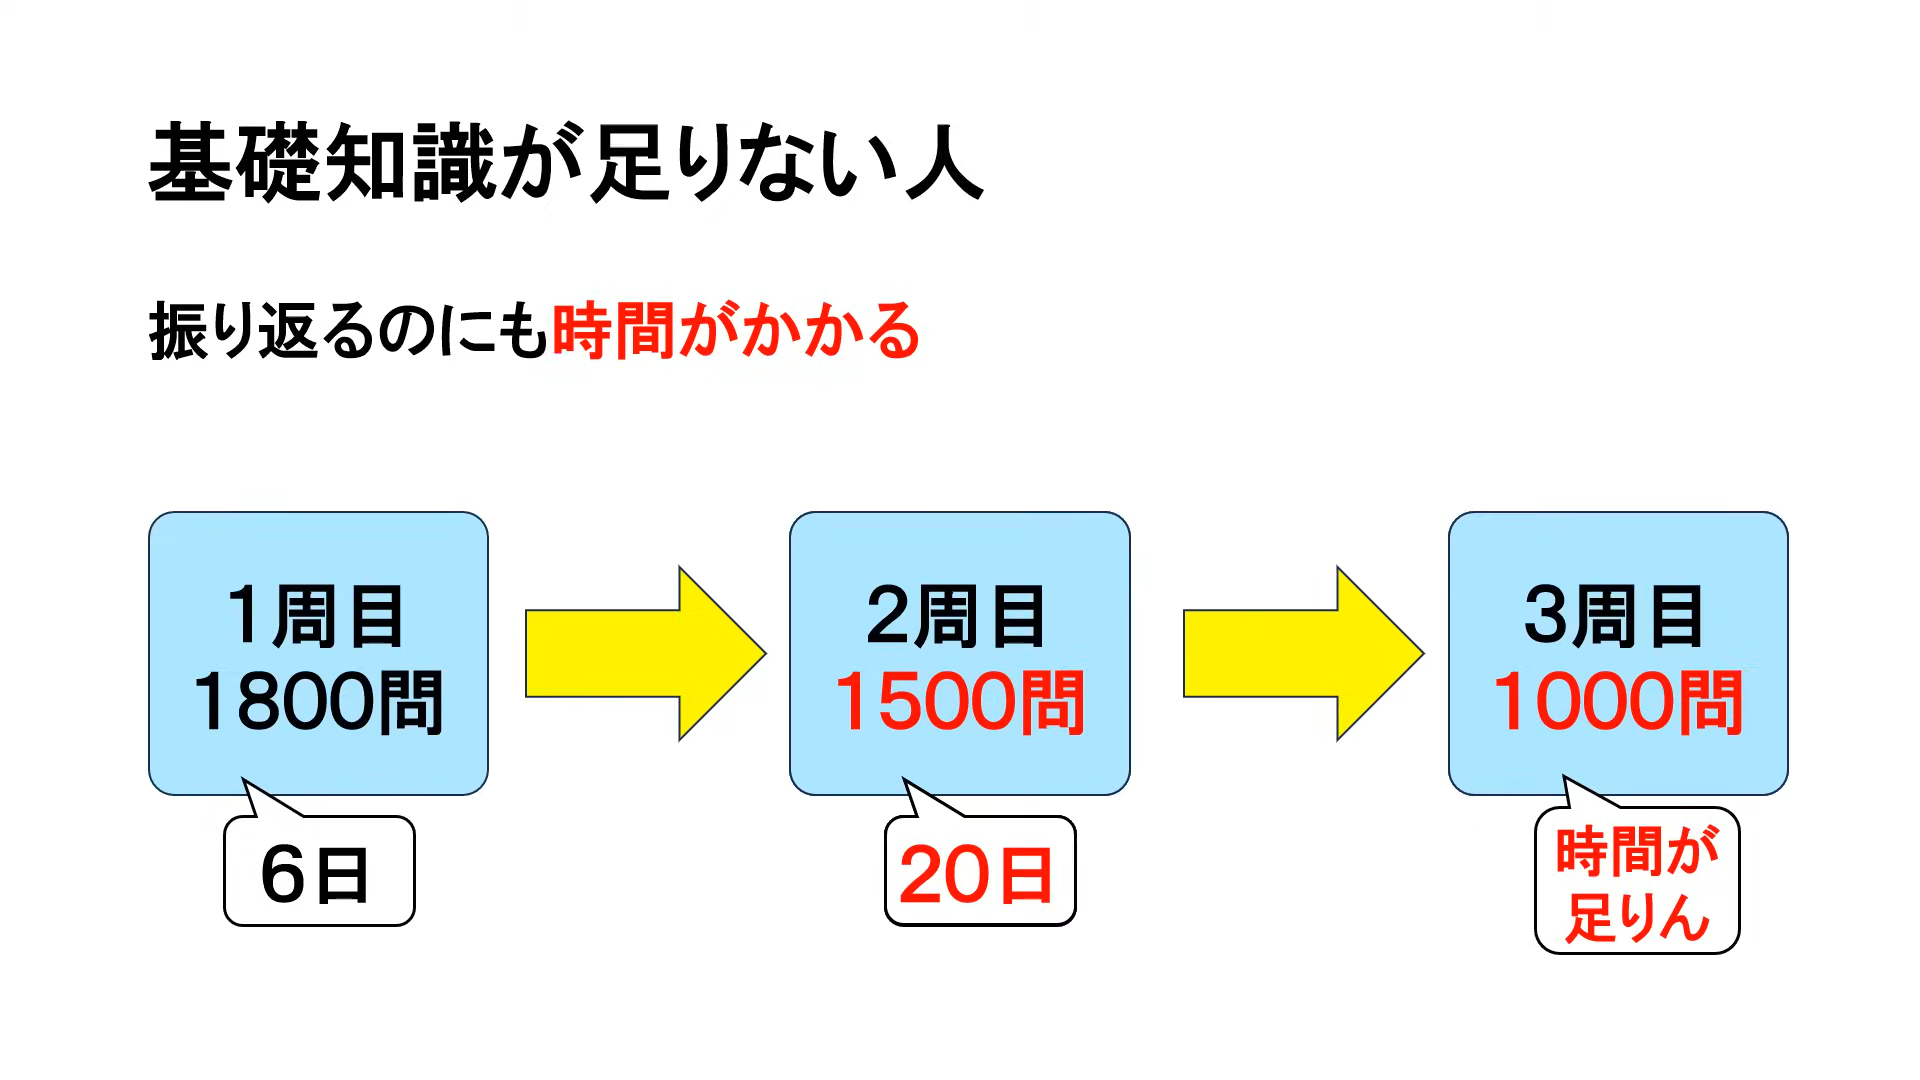 基礎知識が足りない人
振り返るのにも時間がかかる
1周目
1800問
6日
2周目
1500問
20日
3周目
1000問
時間が
足りん